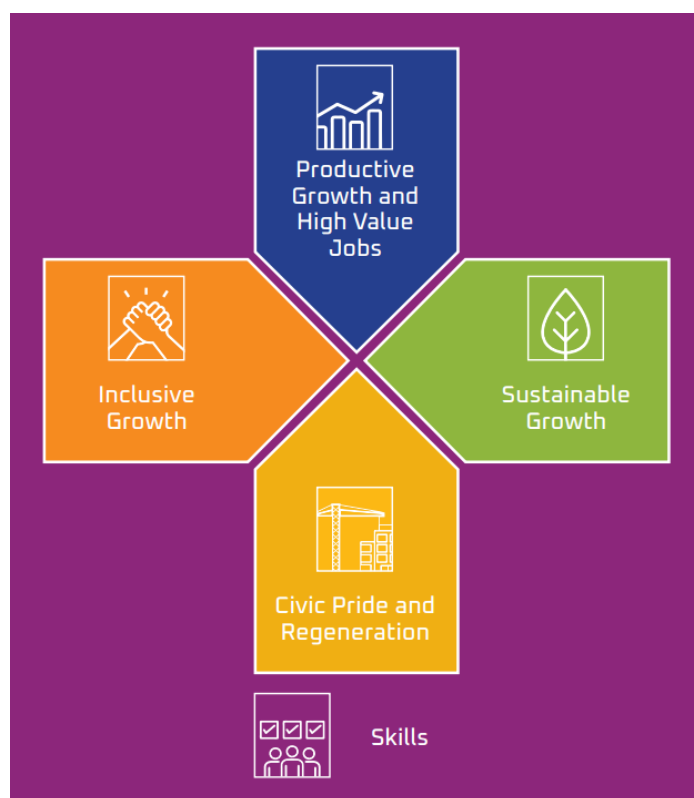 Productive
Growth and
High Value
Jobs
Inclusive
Growth
Sustainable
Growth
Civic Pride and
Regeneration
Skills